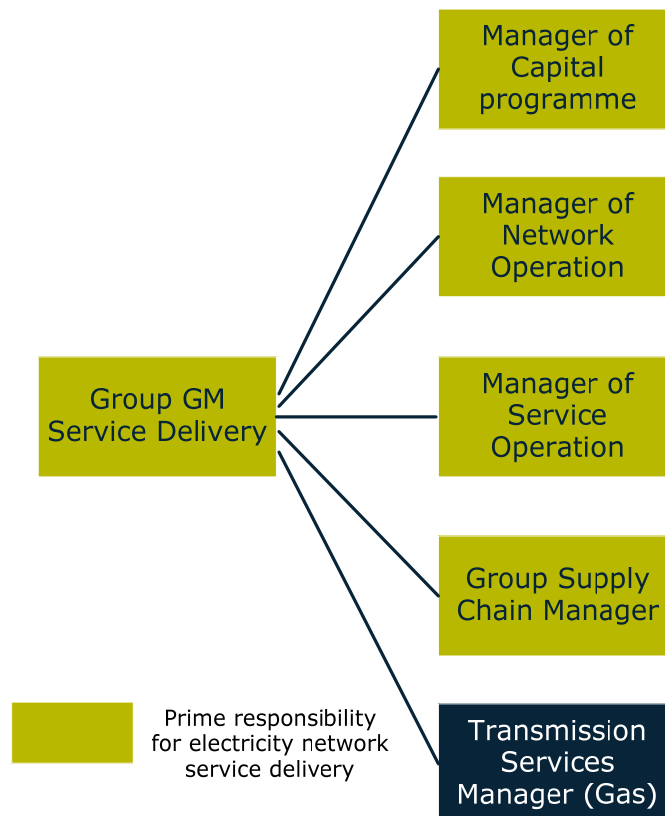 Manager of
Capital
programme
Manager of
Network
Operation
Group GM
Service Delivery
Manager of
Service
Operation
Group Supply
Chain Manager
Prime responsibility
for electricity network
service delivery
Transmission
Services
Manager (Gas)